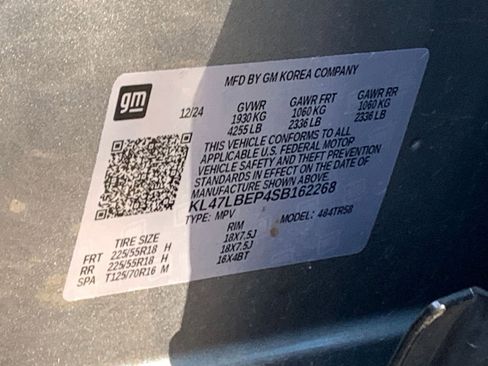 gm
MFD BY GM KOREA COMPANY
12/24 GVWR GAWR FRT GAWR RR
1930 KG 1060 KG 1060 KG
4255 LB 2336 LB 2336 LB
THIS VEHICLE CONFORMS TO ALL
APPLICABLE U.S. FEDERAL MOTOR
VEHICLE SAFETY AND THEFT PREVENTION
STANDARDS IN EFFECT ON THE DATE OF
MANUFACTURE SHOWN ABOVE.
KL47LBEP4SB162268
TYPE: MPV MODEL: 4B4TR58
TIRE SIZE RIM
FRT 225/55R18 H 18X7.5J
RR 225/55R18 H 18X7.5J
SPA T125/70R16 M 16X4BT